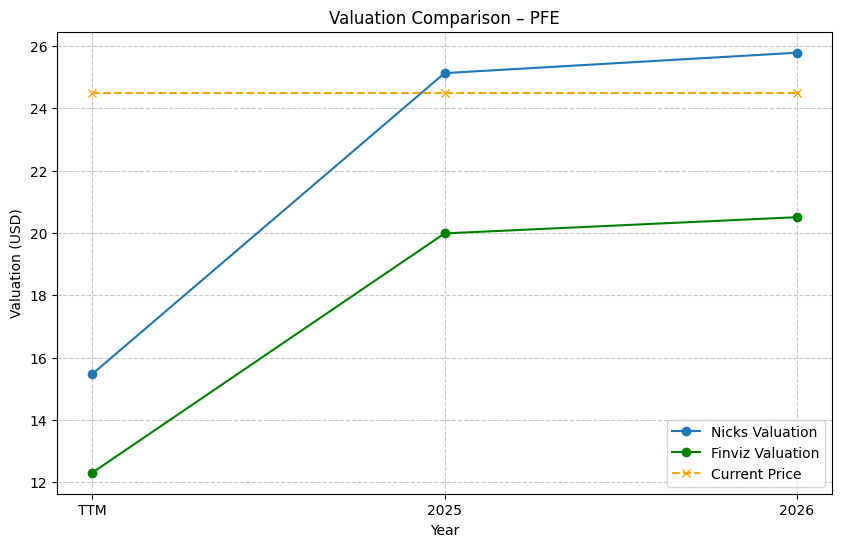 Valuation Comparison – PFE
Valuation (USD)
26
24
22
20
18
16
14
12
TTM
2025
2026
Year
Nicks Valuation
Finviz Valuation
Current Price